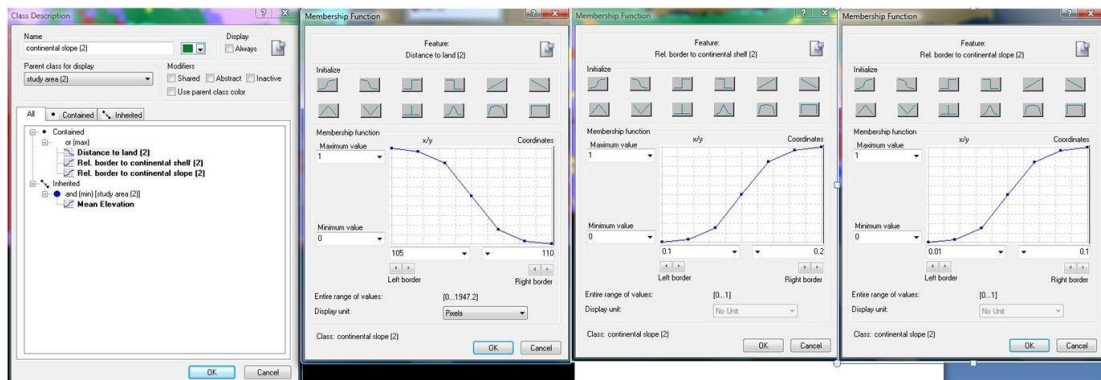 Class Description
Name
Display
continental slope (2)
Always
Parent class for display
Modifiers
study area (2)
Shared
Abstract
Inactive
Use parent class color
All
Contained
Inherited
Contained
or (max)
Distance to land (2)
Rel. border to continental shelf (2)
Rel. border to continental slope (2)
Inherited
and (min) [study area (2)]
Mean Elevation
OK
Cancel
Membership Function
Feature:
Distance to land (2)
Initialize
Membership function
x/y
Coordinates
Maximum value
1
Minimum value
0
105
110
Left border
Right border
Entire range of values:
[0...1947.2]
Display unit:
Pixels
Class: continental slope (2)
OK
Cancel
Membership Function
Feature:
Rel. border to continental shelf (2)
Initialize
Membership function
x/y
Coordinates
Maximum value
1
Minimum value
0
0.1
0.2
Left border
Right border
Entire range of values:
[0...1]
Display unit:
No Unit
Class: continental slope (2)
OK
Cancel
Membership Function
Feature:
Rel. border to continental slope (2)
Initialize
Membership function
x/y
Coordinates
Maximum value
1
Minimum value
0
0.01
0.1
Left border
Right border
Entire range of values:
[0...1]
Display unit:
No Unit
Class: continental slope (2)
OK
Cancel